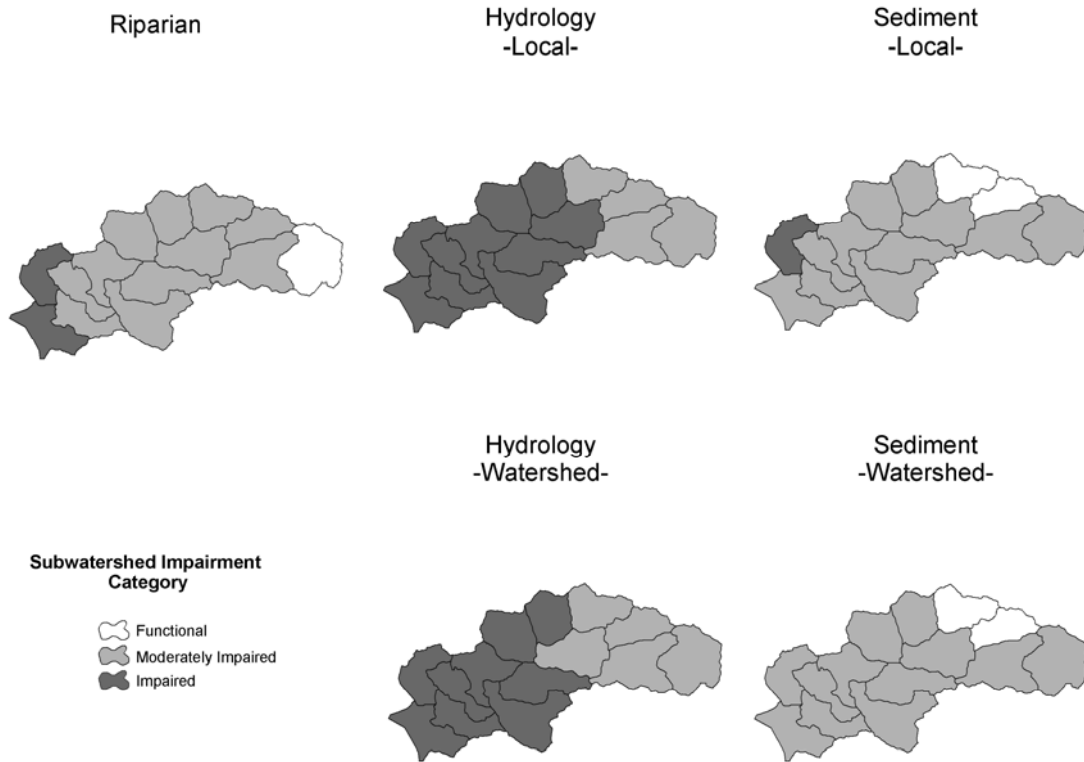 Riparian
Hydrology
-Local-
Sediment
-Local-
Hydrology
-Watershed-
Sediment
-Watershed-
Subwatershed Impairment
Category
Functional
Moderately Impaired
Impaired